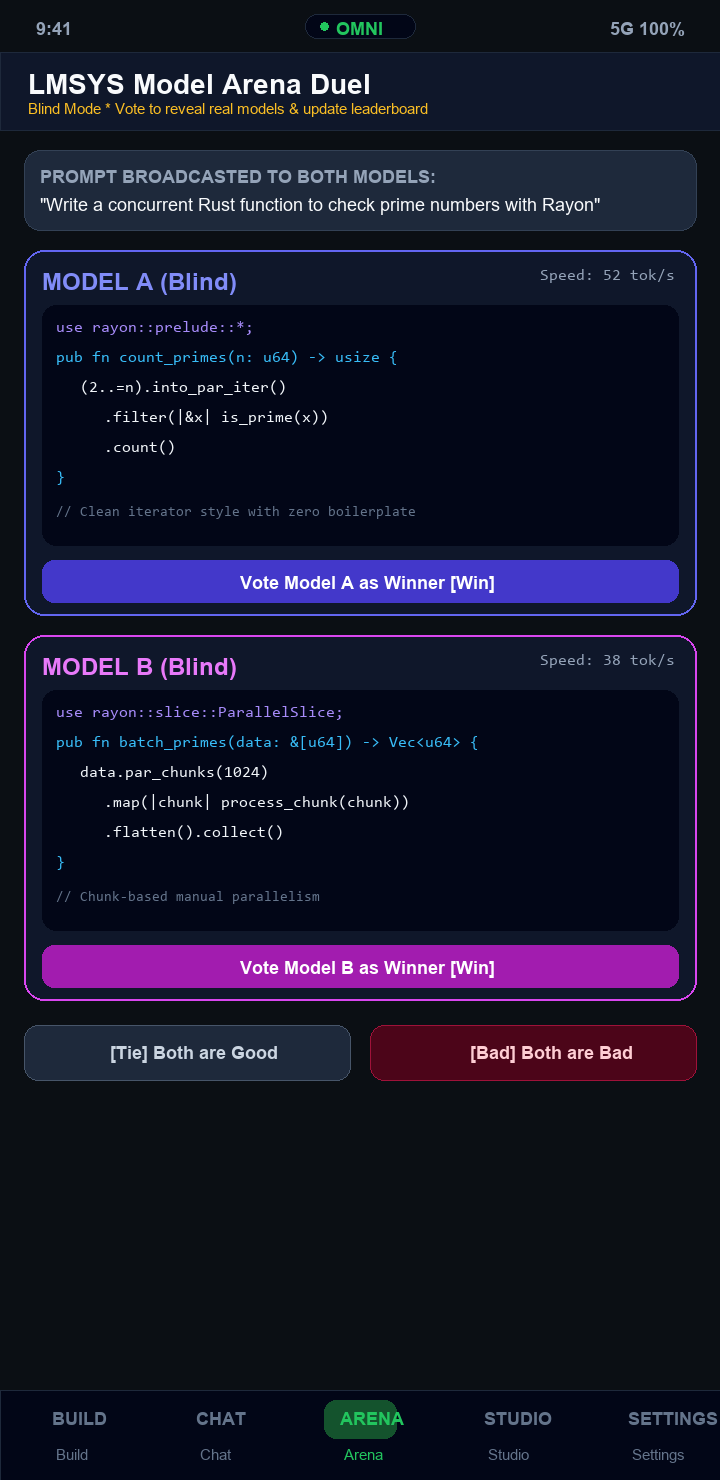 9:41
OMNI
5G 100%
LMSYS Model Arena Duel
Blind Mode * Vote to reveal real models & update leaderboard
PROMPT BROADCASTED TO BOTH MODELS:
"Write a concurrent Rust function to check prime numbers with Rayon"
MODEL A (Blind)
Speed: 52 tok/s
use rayon::prelude::*;
pub fn count_primes(n: u64) -> usize {
(2..=n).into_par_iter()
.filter(|&x| is_prime(x))
.count()
}
// Clean iterator style with zero boilerplate
Vote Model A as Winner [Win]
MODEL B (Blind)
Speed: 38 tok/s
use rayon::slice::ParallelSlice;
pub fn batch_primes(data: &[u64]) -> Vec<u64> {
data.par_chunks(1024)
.map(|chunk| process_chunk(chunk))
.flatten().collect()
}
// Chunk-based manual parallelism
Vote Model B as Winner [Win]
[Tie] Both are Good
[Bad] Both are Bad
BUILD
CHAT
ARENA
STUDIO
SETTINGS
Build
Chat
Arena
Studio
Settings